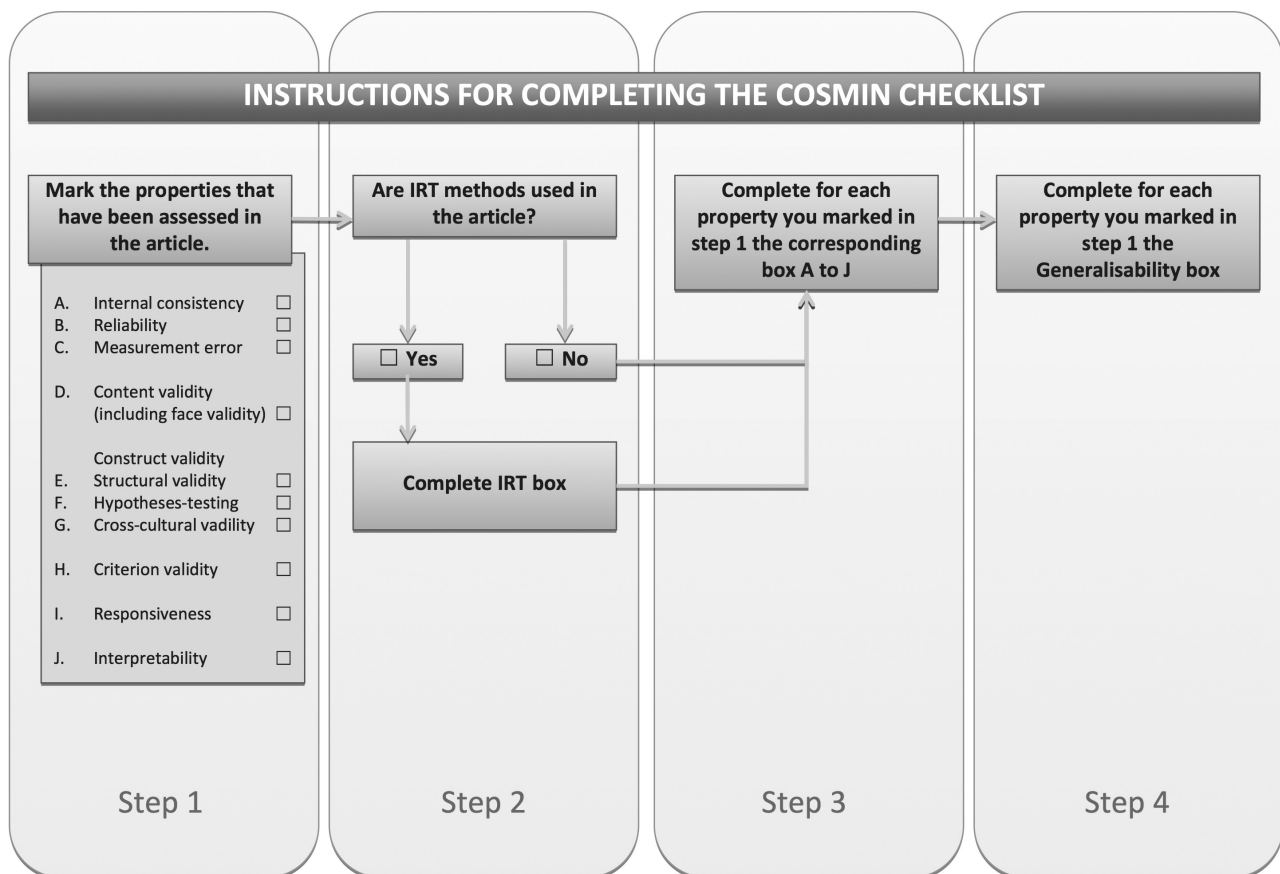 INSTRUCTIONS FOR COMPLETING THE COSMIN CHECKLIST
Mark the properties that
have been assessed in
the article.
A. Internal consistency ☐
B. Reliability ☐
C. Measurement error ☐
D. Content validity
(including face validity) ☐
Construct validity
E. Structural validity ☐
F. Hypotheses-testing ☐
G. Cross-cultural vadility ☐
H. Criterion validity ☐
I. Responsiveness ☐
J. Interpretability ☐
Step 1
Are IRT methods used in
the article?
☐ Yes
☐ No
Complete IRT box
Step 2
Complete for each
property you marked in
step 1 the corresponding
box A to J
Step 3
Complete for each
property you marked in
step 1 the
Generalisability box
Step 4